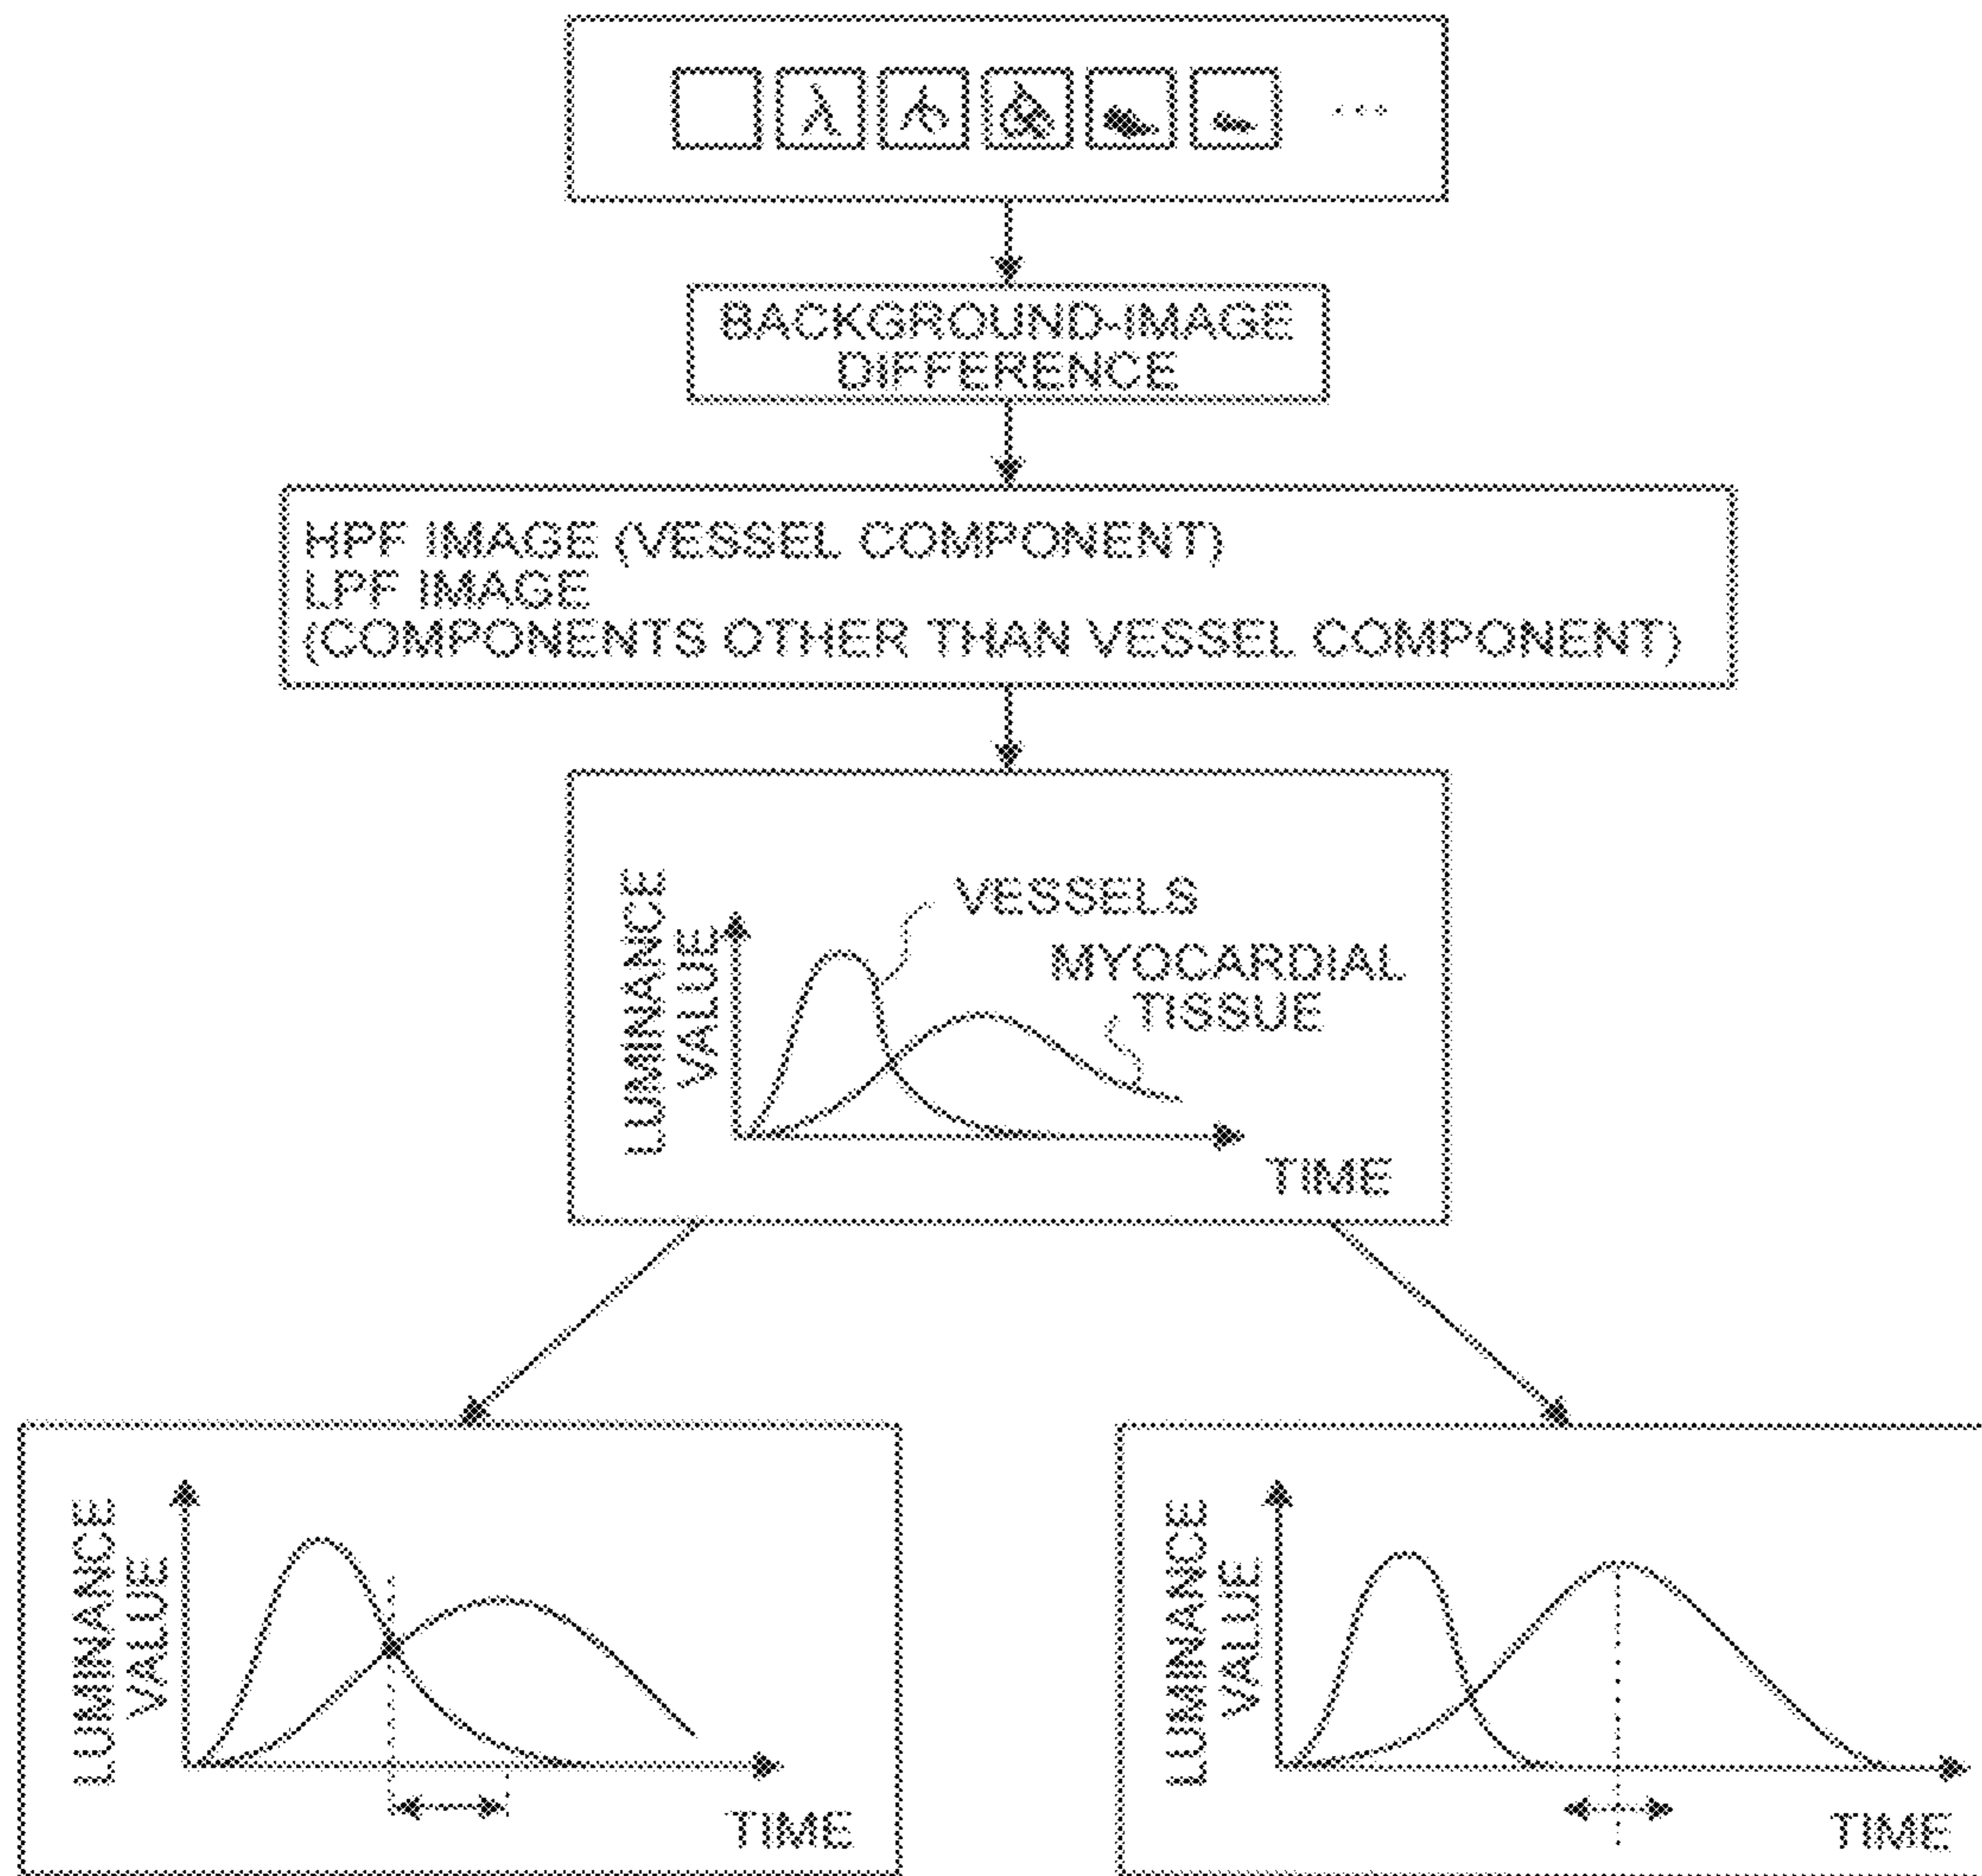 BACKGROUND-IMAGE
DIFFERENCE
HPF IMAGE (VESSEL COMPONENT)
LPF IMAGE
(COMPONENTS OTHER THAN VESSEL COMPONENT)
LUMINANCE
VALUE
VESSELS
MYOCARDIAL
TISSUE
TIME
LUMINANCE
VALUE
TIME
LUMINANCE
VALUE
TIME